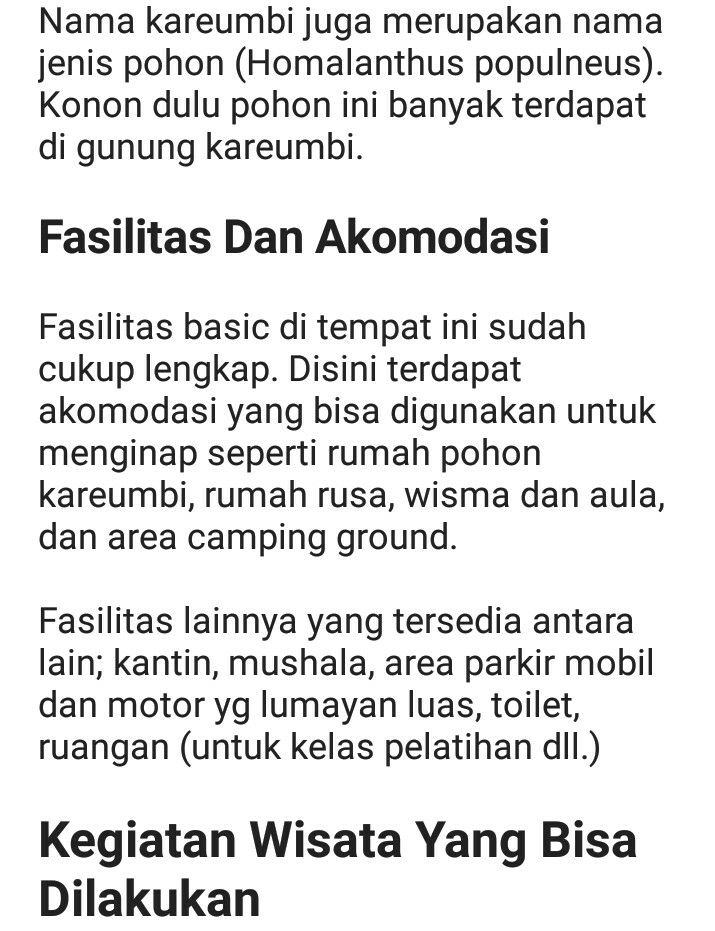 Nama kareumbi juga merupakan nama
jenis pohon (Homalanthus populneus).
Konon dulu pohon ini banyak terdapat
di gunung kareumbi.
Fasilitas Dan Akomodasi
Fasilitas basic di tempat ini sudah
cukup lengkap. Disini terdapat
akomodasi yang bisa digunakan untuk
menginap seperti rumah pohon
kareumbi, rumah rusa, wisma dan aula,
dan area camping ground.
Fasilitas lainnya yang tersedia antara
lain; kantin, mushala, area parkir mobil
dan motor yg lumayan luas, toilet,
ruangan (untuk kelas pelatihan dll.)
Kegiatan Wisata Yang Bisa
Dilakukan